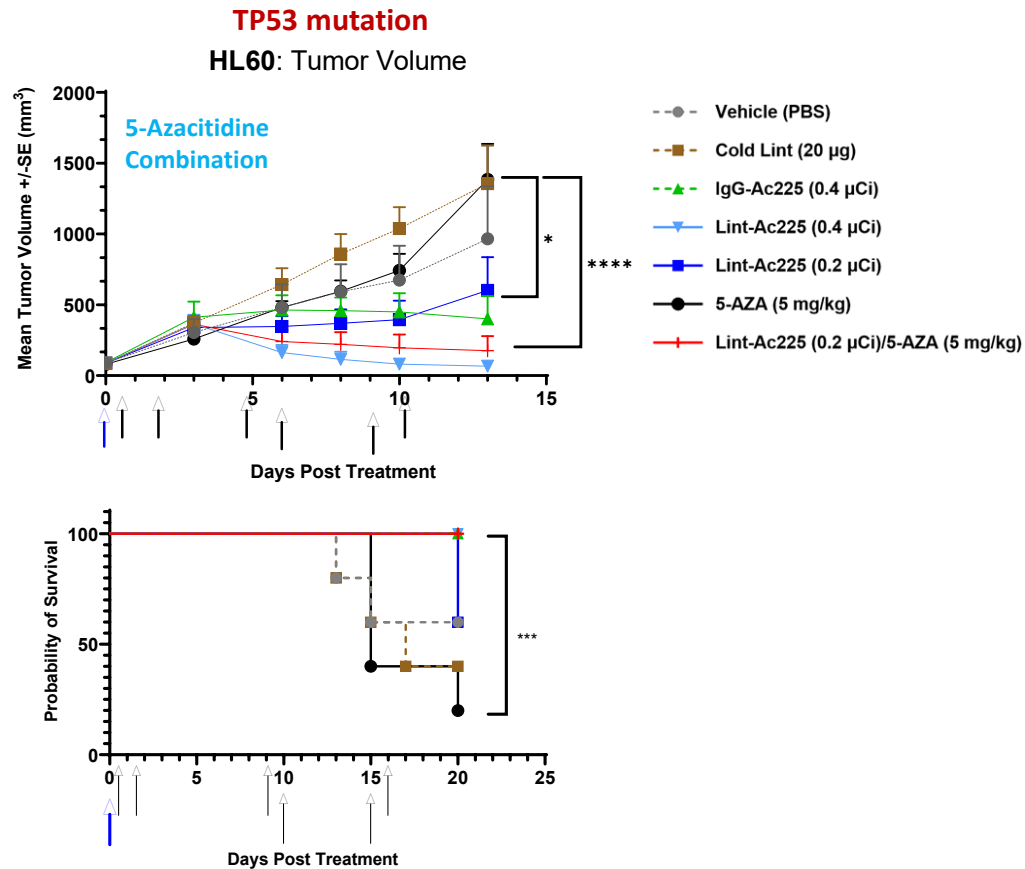 TP53 mutation
HL60: Tumor Volume
Mean Tumor Volume +/-SE (mm³)
2000
1500
1000
500
0
5-Azacitidine
Combination
*
****
0 5 10 15
Days Post Treatment
Vehicle (PBS)
Cold Lint (20 µg)
IgG-Ac225 (0.4 µCi)
Lint-Ac225 (0.4 µCi)
Lint-Ac225 (0.2 µCi)
5-AZA (5 mg/kg)
Lint-Ac225 (0.2 µCi)/5-AZA (5 mg/kg)
Probability of Survival
100
50
0
***
0 5 10 15 20 25
Days Post Treatment